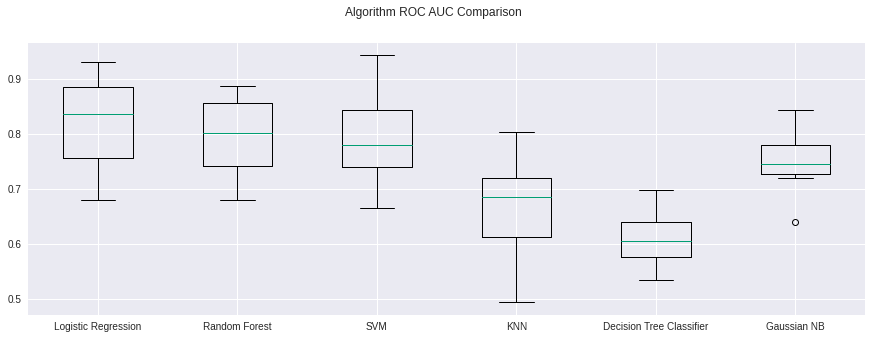 Algorithm ROC AUC Comparison
0.9
0.8
0.7
0.6
0.5
Logistic Regression Random Forest SVM KNN Decision Tree Classifier Gaussian NB